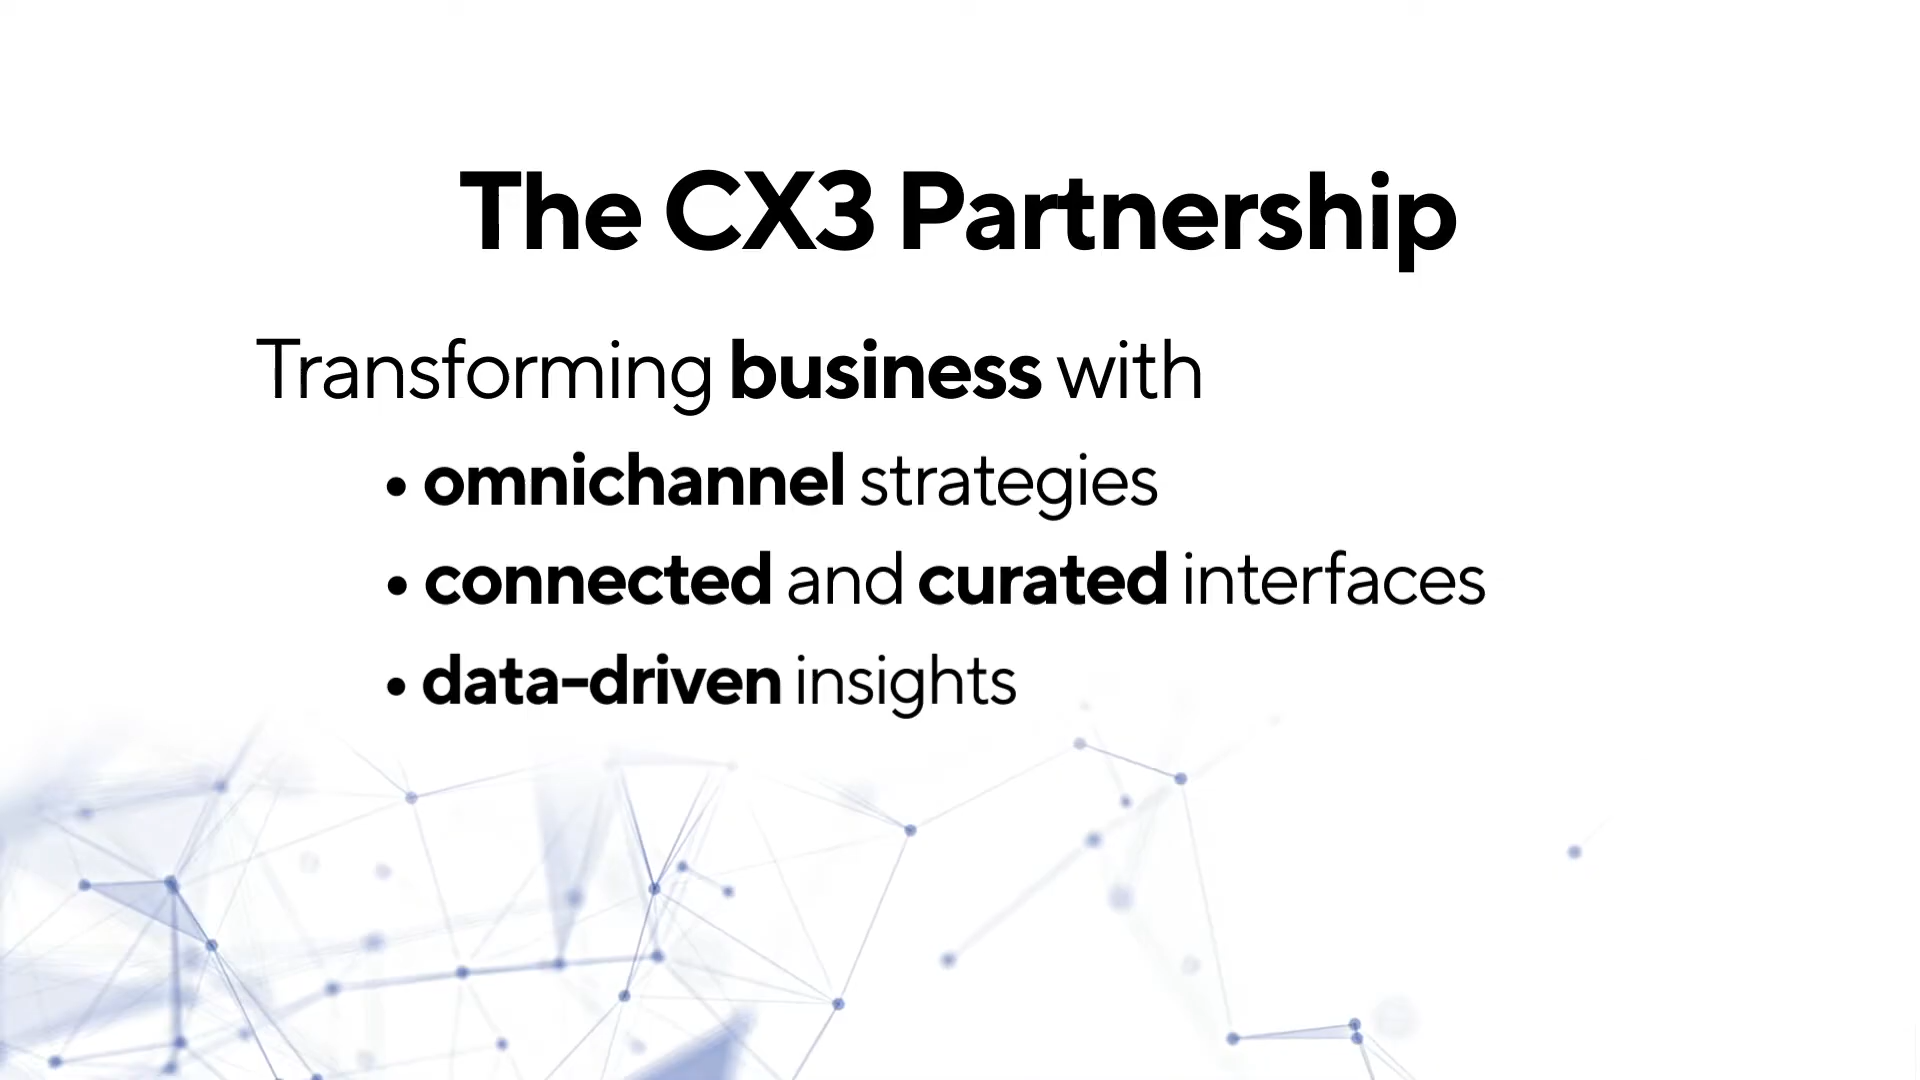 The CX3 Partnership
Transforming business with
• omnichannel strategies
• connected and curated interfaces
• data-driven insights